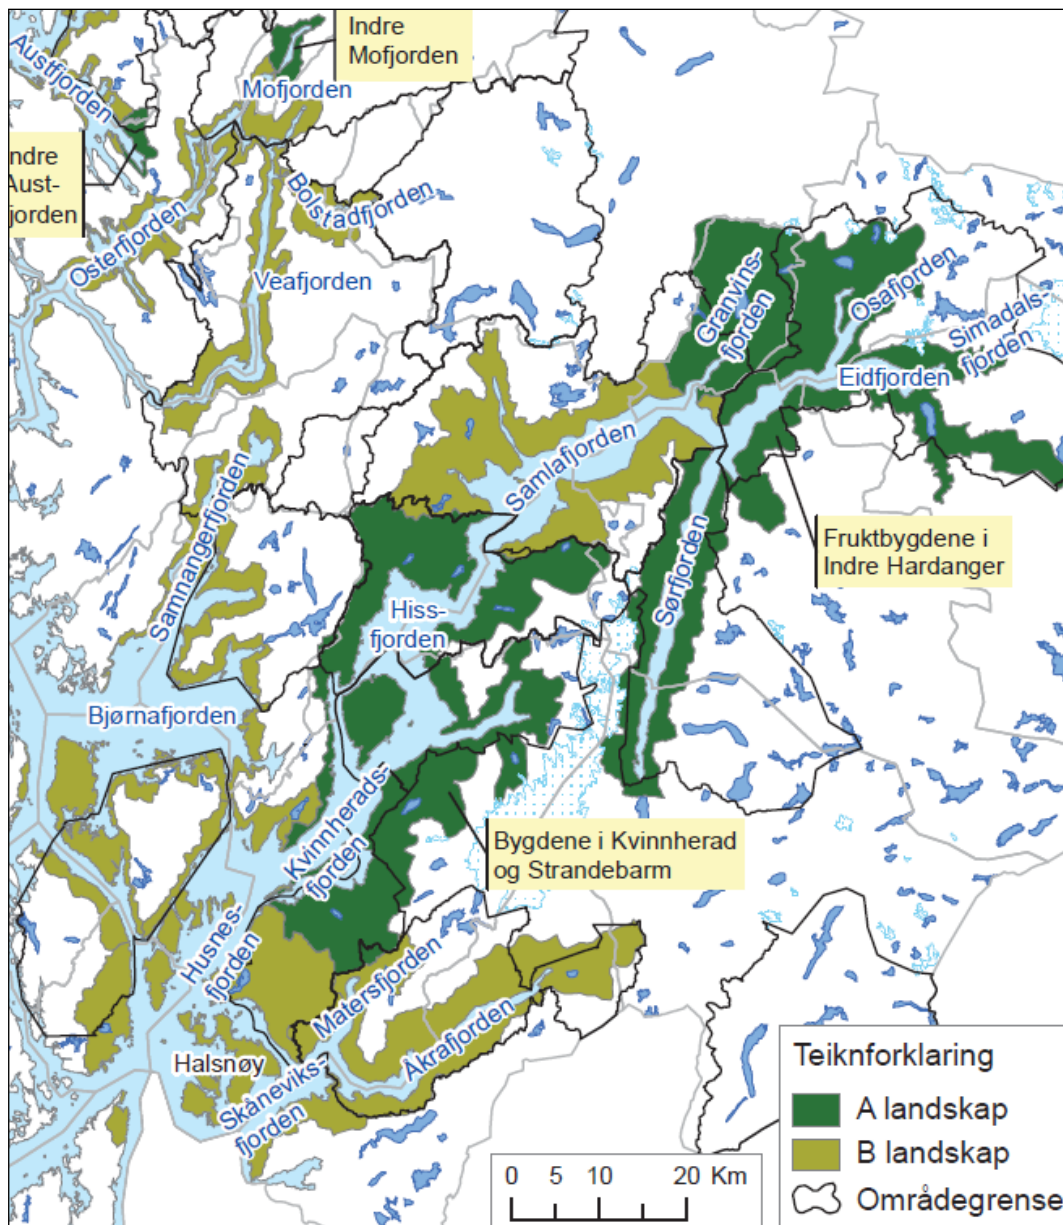 Indre
Mofjorden
Austfjorden
Mofjorden
ndre
Aust-
fjorden
Bolstadfjorden
Osterfjorden
Veafjorden
Granvins-
fjorden
Osafjorden
Simadals-
fjorden
Eidfjorden
Samlafjorden
Samnangerfjorden
Fruktbygdene i
Indre Hardanger
Sørfjorden
Hiss-
fjorden
Bjørnafjorden
Kvinnherads-
fjorden
Bygdene i Kvinnherad
og Strandebarm
Husnes-
fjorden
Matersfjorden
Åkrafjorden
Halsnøy
Skåneviks-
fjorden
Teiknforklaring
A landskap
B landskap
Områdegrense
0 5 10 20 Km